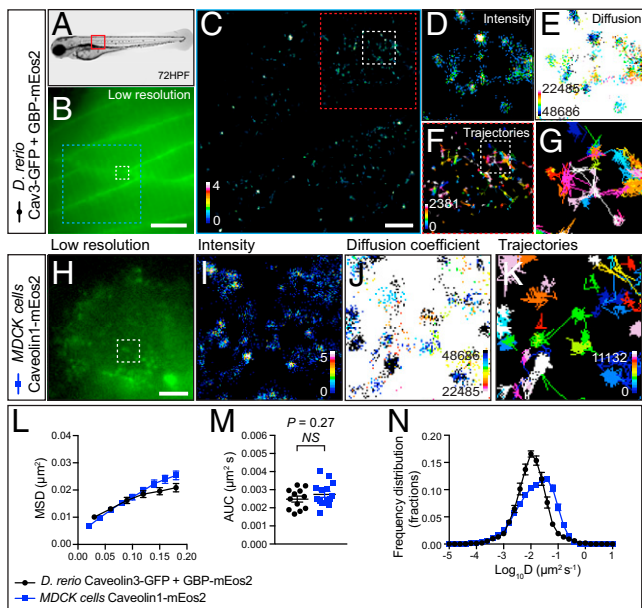 A
72HPF
B
Low resolution
D. rerio
Cav3-GFP + GBP-mEos2
C
4
0
D
Intensity
E
Diffusion
22485
48686
F
Trajectories
2381
0
G
Low resolution
Intensity
Diffusion coefficient
Trajectories
MDCK cells
Caveolin1-mEos2
H
I
5
0
J
48686
22485
K
11132
0
L
MSD (µm²)
0.04
0.03
0.02
0.01
0.00
0.00 0.05 0.10 0.15 0.20
M
P = 0.27
NS
AUC (µm² s)
0.006
0.005
0.004
0.003
0.002
0.001
0.000
N
Frequency distribution
(fractions)
0.20
0.15
0.10
0.05
0.00
-5 -4 -3 -2 -1 0 1
Log10D (µm² s⁻¹)
D. rerio Caveolin3-GFP + GBP-mEos2
MDCK cells Caveolin1-mEos2